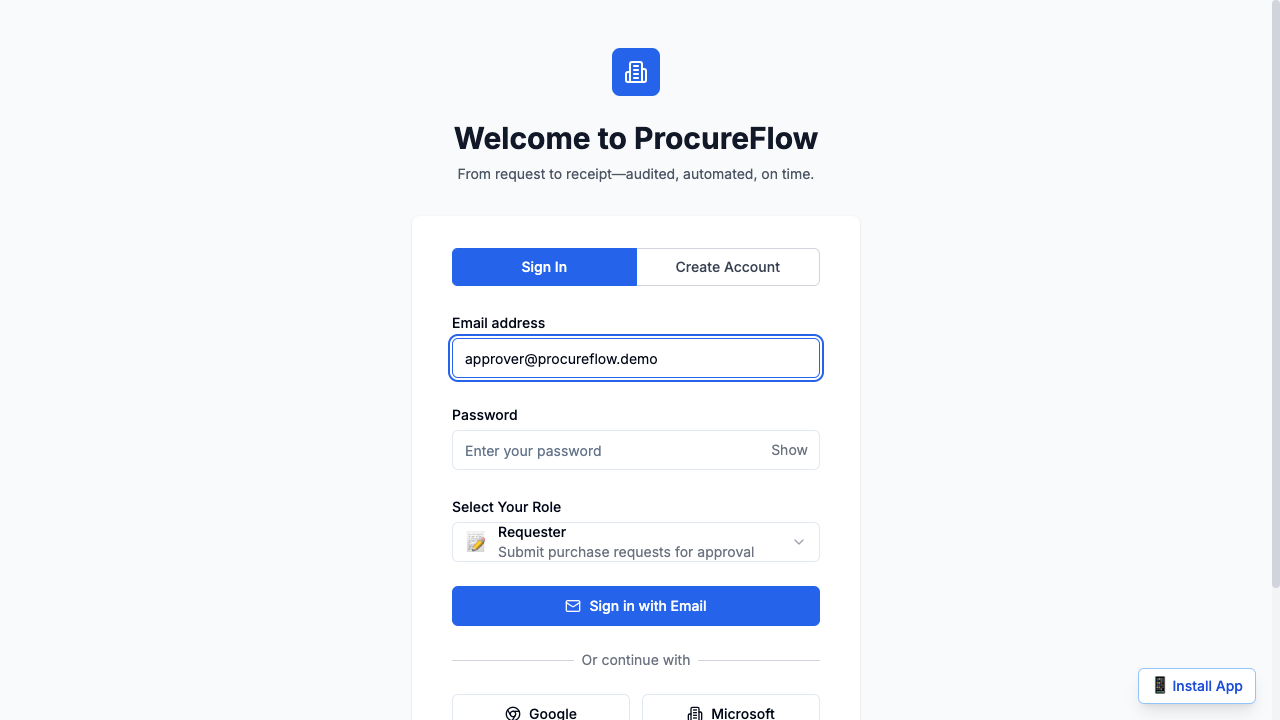 Welcome to ProcureFlow
From request to receipt—audited, automated, on time.
Sign In
Create Account
Email address
approver@procureflow.demo
Password
Enter your password
Show
Select Your Role
Requester
Submit purchase requests for approval
Sign in with Email
Or continue with
Google
Microsoft
Install App